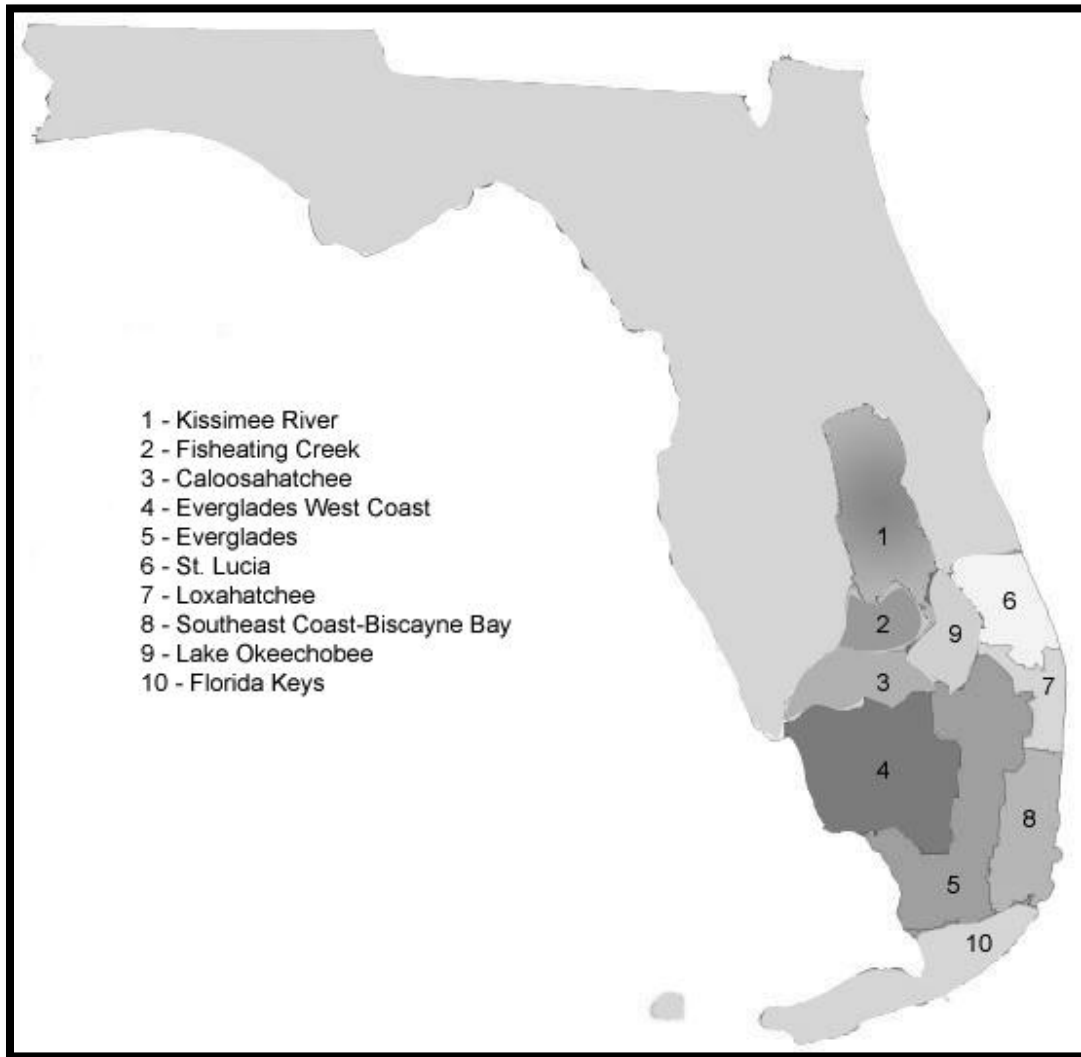 1 - Kissimee River
2 - Fisheating Creek
3 - Caloosahatchee
4 - Everglades West Coast
5 - Everglades
6 - St. Lucia
7 - Loxahatchee
8 - Southeast Coast-Biscayne Bay
9 - Lake Okeechobee
10 - Florida Keys
1
6
2
9
3
7
4
8
5
10